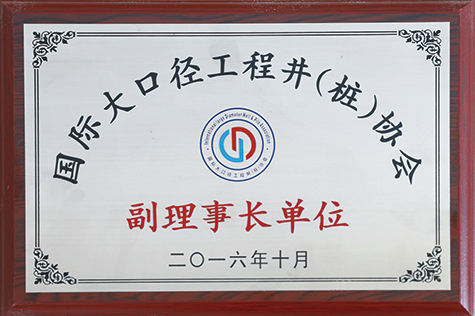 国际大口径工程井(桩)协会
副理事长单位
二〇一六年十月